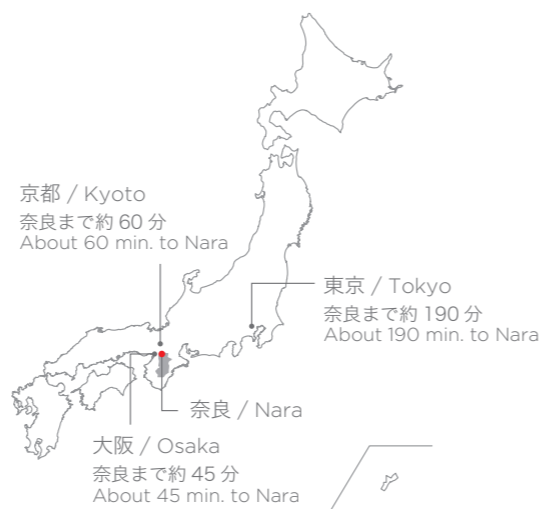 京都 / Kyoto
奈良まで約 60 分
About 60 min. to Nara
東京 / Tokyo
奈良まで約 190 分
About 190 min. to Nara
奈良 / Nara
大阪 / Osaka
奈良まで約 45 分
About 45 min. to Nara